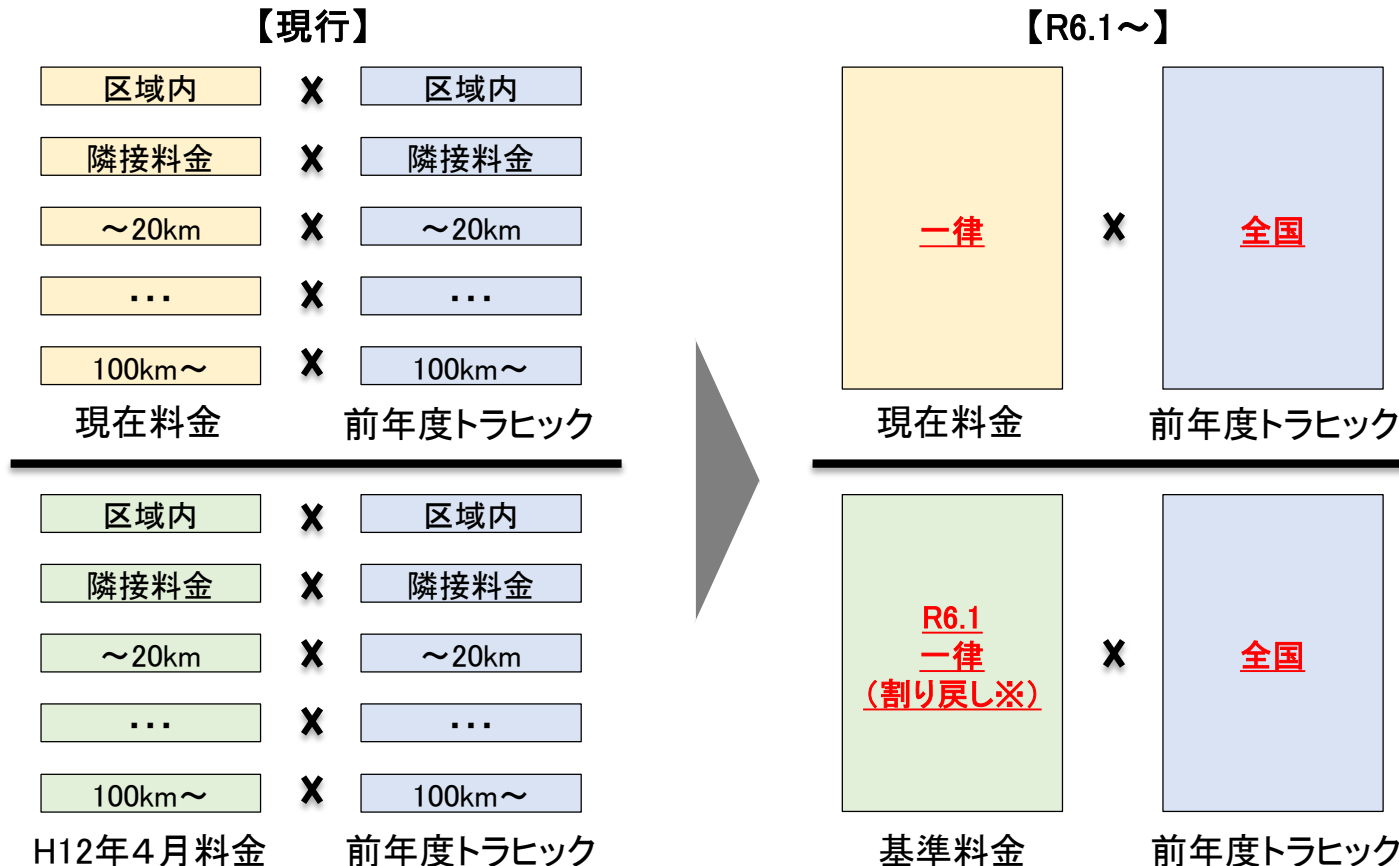 【現行】
区域内 × 区域内
隣接料金 × 隣接料金
～20km × ～20km
・・・ × ・・・
100km～ × 100km～
現在料金 前年度トラヒック
区域内 × 区域内
隣接料金 × 隣接料金
～20km × ～20km
・・・ × ・・・
100km～ × 100km～
H12年４月料金 前年度トラヒック
【R6.1～】
一律 × 全国
現在料金 前年度トラヒック
R6.1
一律 × 全国
（割り戻し※）
基準料金 前年度トラヒック